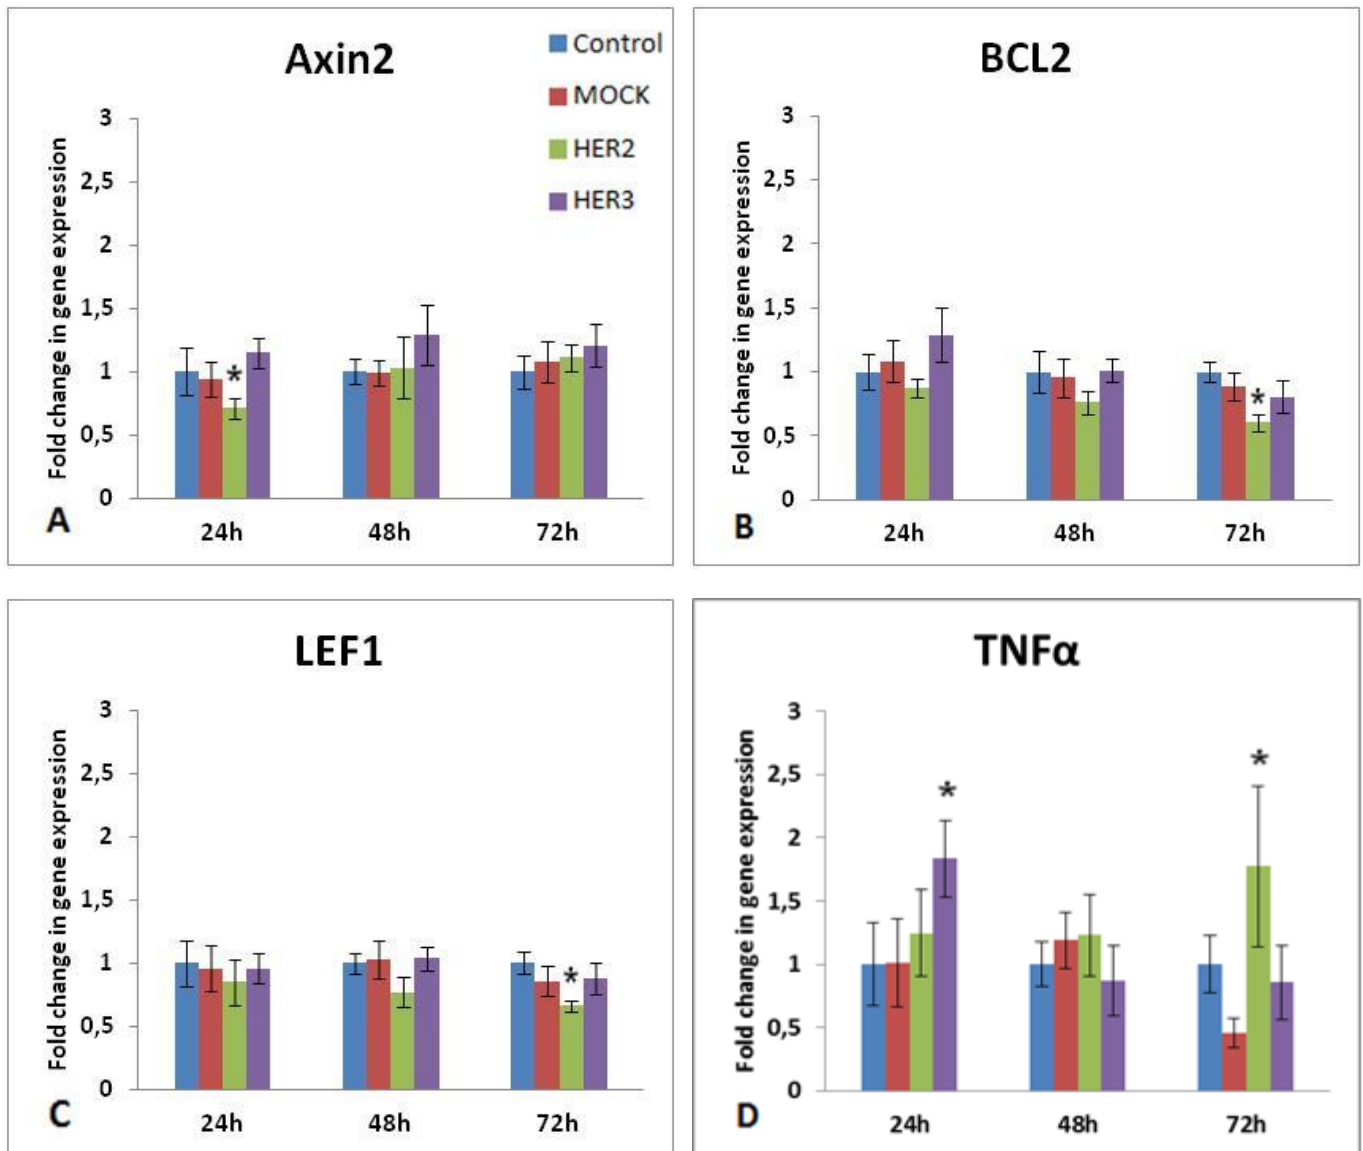 Axin2
Control
MOCK
HER2
HER3
Fold change in gene expression
3
2,5
2
1,5
1
0,5
0
24h 48h 72h
A
BCL2
Fold change in gene expression
3
2,5
2
1,5
1
0,5
0
*
24h 48h 72h
B
LEF1
Fold change in gene expression
3
2,5
2
1,5
1
0,5
0
*
24h 48h 72h
C
TNFα
Fold change in gene expression
3
2,5
2
1,5
1
0,5
0
* *
24h 48h 72h
D